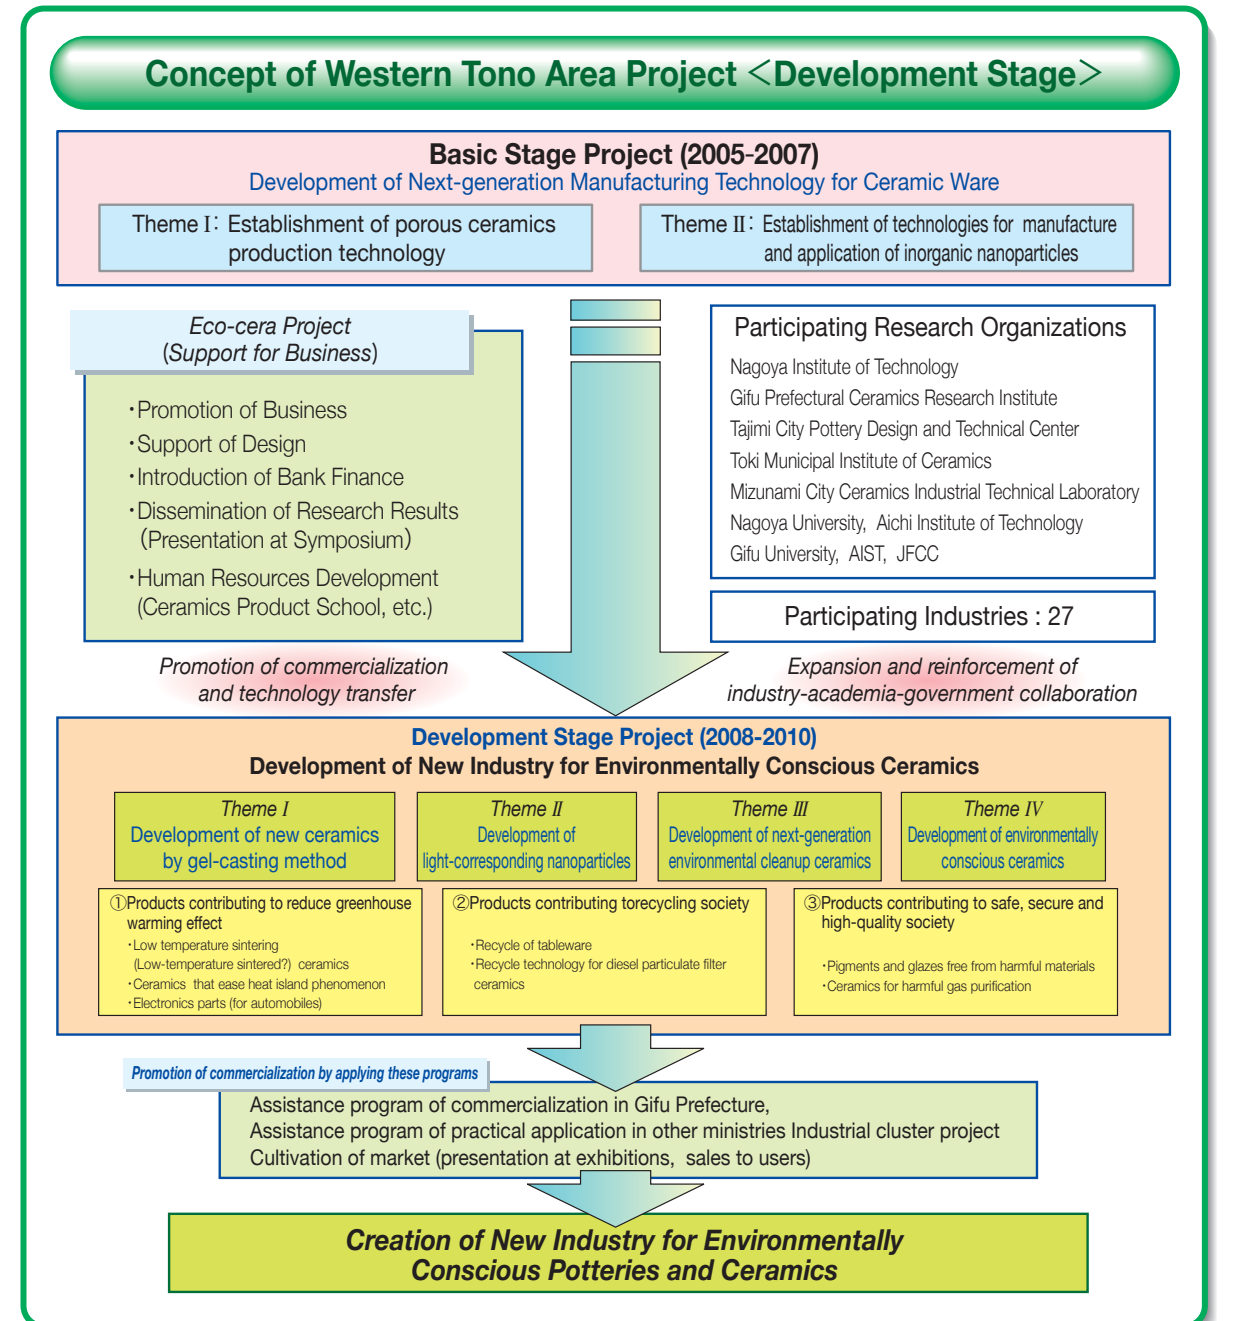 Concept of Western Tono Area Project <Development Stage>
Basic Stage Project (2005-2007)
Development of Next-generation Manufacturing Technology for Ceramic Ware
Theme Ⅰ: Establishment of porous ceramics
production technology
Theme Ⅱ: Establishment of technologies for manufacture
and application of inorganic nanoparticles
Eco-cera Project
(Support for Business)
・Promotion of Business
・Support of Design
・Introduction of Bank Finance
・Dissemination of Research Results
(Presentation at Symposium)
・Human Resources Development
(Ceramics Product School, etc.)
Participating Research Organizations
Nagoya Institute of Technology
Gifu Prefectural Ceramics Research Institute
Tajimi City Pottery Design and Technical Center
Toki Municipal Institute of Ceramics
Mizunami City Ceramics Industrial Technical Laboratory
Nagoya University, Aichi Institute of Technology
Gifu University, AIST, JFCC
Participating Industries : 27
Promotion of commercialization
and technology transfer
Expansion and reinforcement of
industry-academia-government collaboration
Development Stage Project (2008-2010)
Development of New Industry for Environmentally Conscious Ceramics
Theme Ⅰ
Development of new ceramics
by gel-casting method
Theme Ⅱ
Development of
light-corresponding nanoparticles
Theme Ⅲ
Development of next-generation
environmental cleanup ceramics
Theme Ⅳ
Development of environmentally
conscious ceramics
①Products contributing to reduce greenhouse
warming effect
・Low temperature sintering
(Low-temperature sintered?) ceramics
・Ceramics that ease heat island phenomenon
・Electronics parts (for automobiles)
②Products contributing torecycling society
・Recycle of tableware
・Recycle technology for diesel particulate filter
ceramics
③Products contributing to safe, secure and
high-quality society
・Pigments and glazes free from harmful materials
・Ceramics for harmful gas purification
Promotion of commercialization by applying these programs
Assistance program of commercialization in Gifu Prefecture,
Assistance program of practical application in other ministries Industrial cluster project
Cultivation of market (presentation at exhibitions, sales to users)
Creation of New Industry for Environmentally
Conscious Potteries and Ceramics